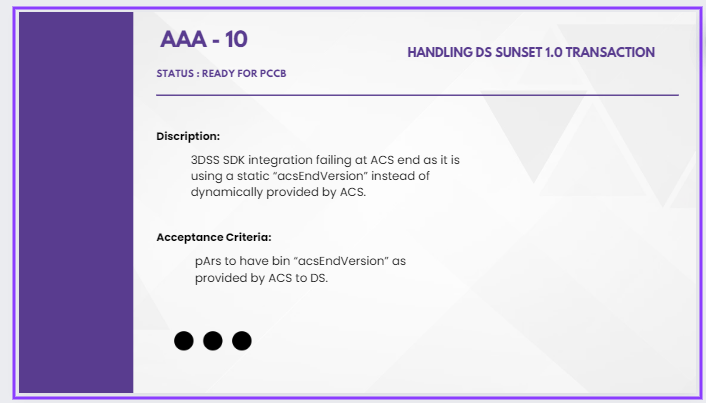 AAA - 10
HANDLING DS SUNSET 1.0 TRANSACTION
STATUS : READY FOR PCCB
Discription:
3DSS SDK integration failing at ACS end as it is
using a static “acsEndVersion” instead of
dynamically provided by ACS.
Acceptance Criteria:
pArs to have bin “acsEndVersion” as
provided by ACS to DS.